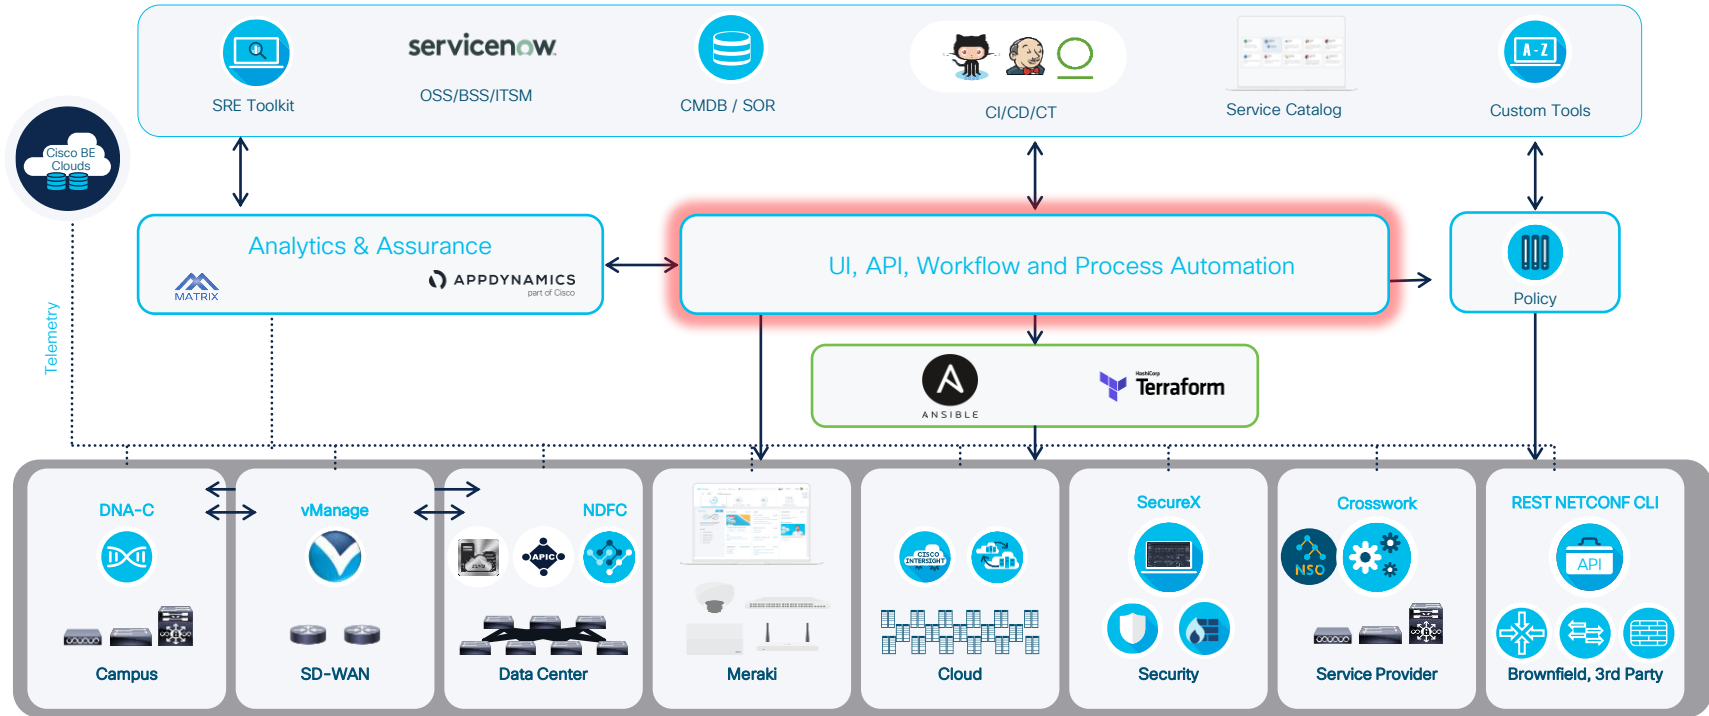 servicenow
A-Z
SRE Toolkit
OSS/BSS/ITSM
CMDB / SOR
CI/CD/CT
Service Catalog
Custom Tools
Cisco BE
Clouds
Telemetry
Analytics & Assurance
MATRIX
APPDYNAMICS
part of Cisco
UI, API, Workflow and Process Automation
Policy
ANSIBLE
HashiCorp
Terraform
DNA-C
Campus
vManage
SD-WAN
NDFC
APIC
Data Center
Meraki
CISCO
INTERSIGHT
Cloud
SecureX
Security
Crosswork
NSO
Service Provider
REST NETCONF CLI
API
Brownfield, 3rd Party